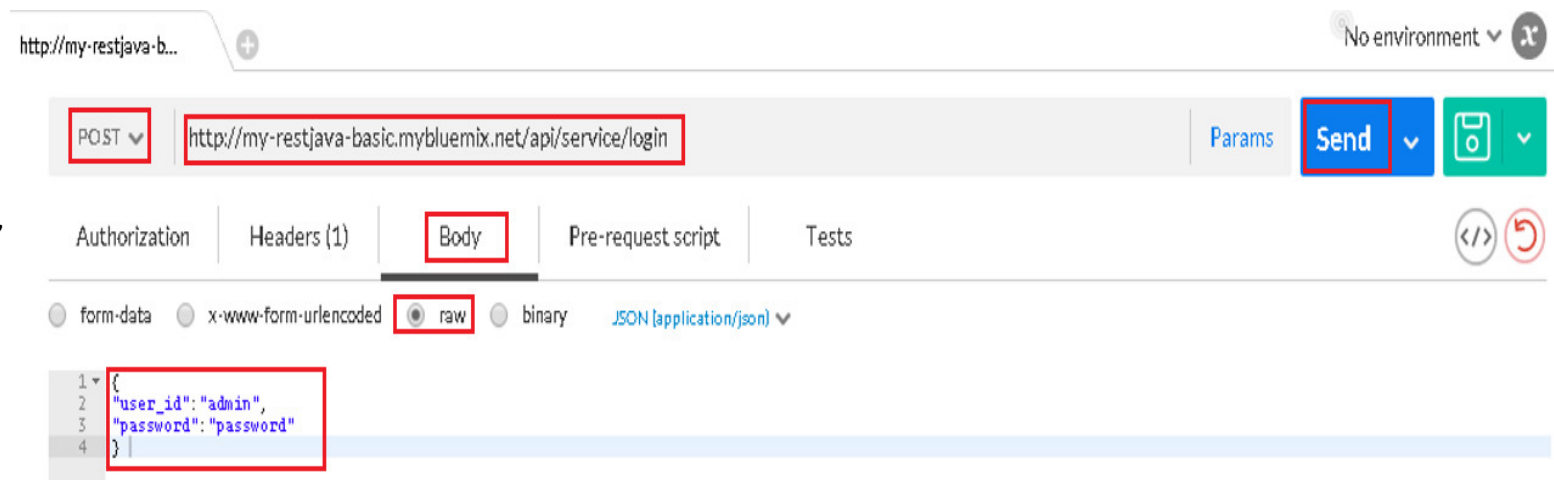 http://my-restjava-b...
No environment
x
POST http://my-restjava-basic.mybluemix.net/api/service/login Params Send
Authorization Headers (1) Body Pre-request script Tests </>
form-data x-www-form-urlencoded raw binary JSON (application/json)
1 {
2 "user_id":"admin",
3 "password":"password"
4 }